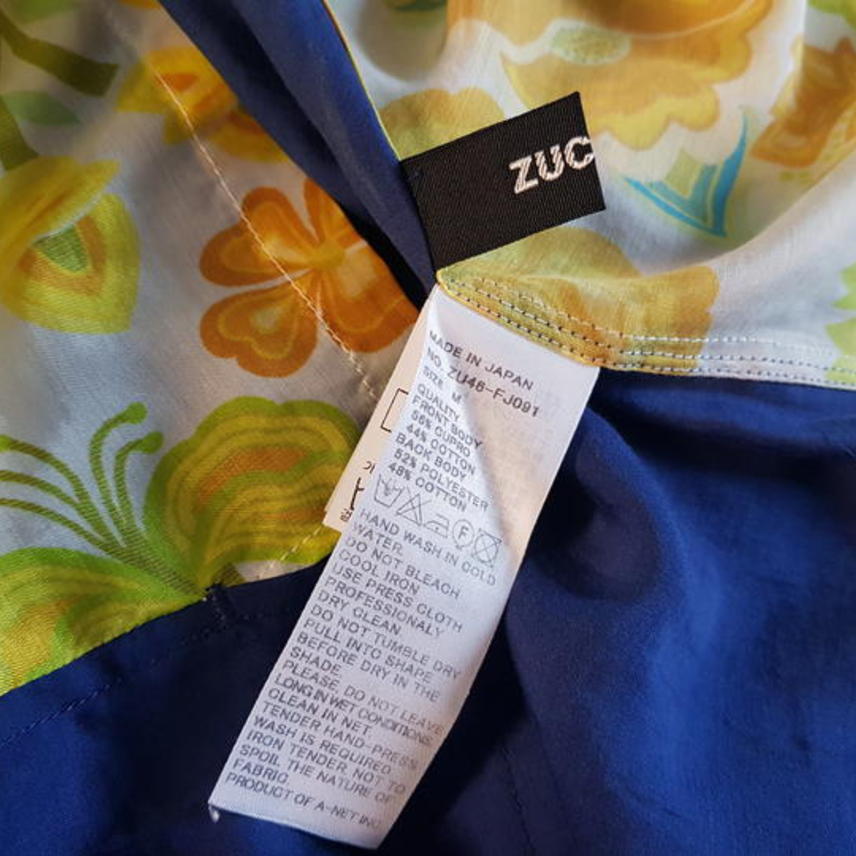 ZUC
MADE IN JAPAN
NO. ZU46-FJ091
SIZE M
QUALITY
FRONT BODY
56% CUPRO
44% COTTON
BACK BODY
52% POLYESTER
48% COTTON
F
HAND WASH IN COLD
WATER.
DO NOT BLEACH
COOL IRON
USE PRESS CLOTH
PROFESSIONALY
DRY CLEAN.
DO NOT TUMBLE DRY
PULL INTO SHAPE
BEFORE DRY IN THE
SHADE.
PLEASE, DO NOT LEAVE
LONG IN WET CONDITIONS.
CLEAN IN NET.
TENDER HAND-PRESS
WASH IS REQUIRED.
IRON TENDER, NOT TO
SPOIL THE NATURE OF
FABRIC.
PRODUCT OF A-NET INC.